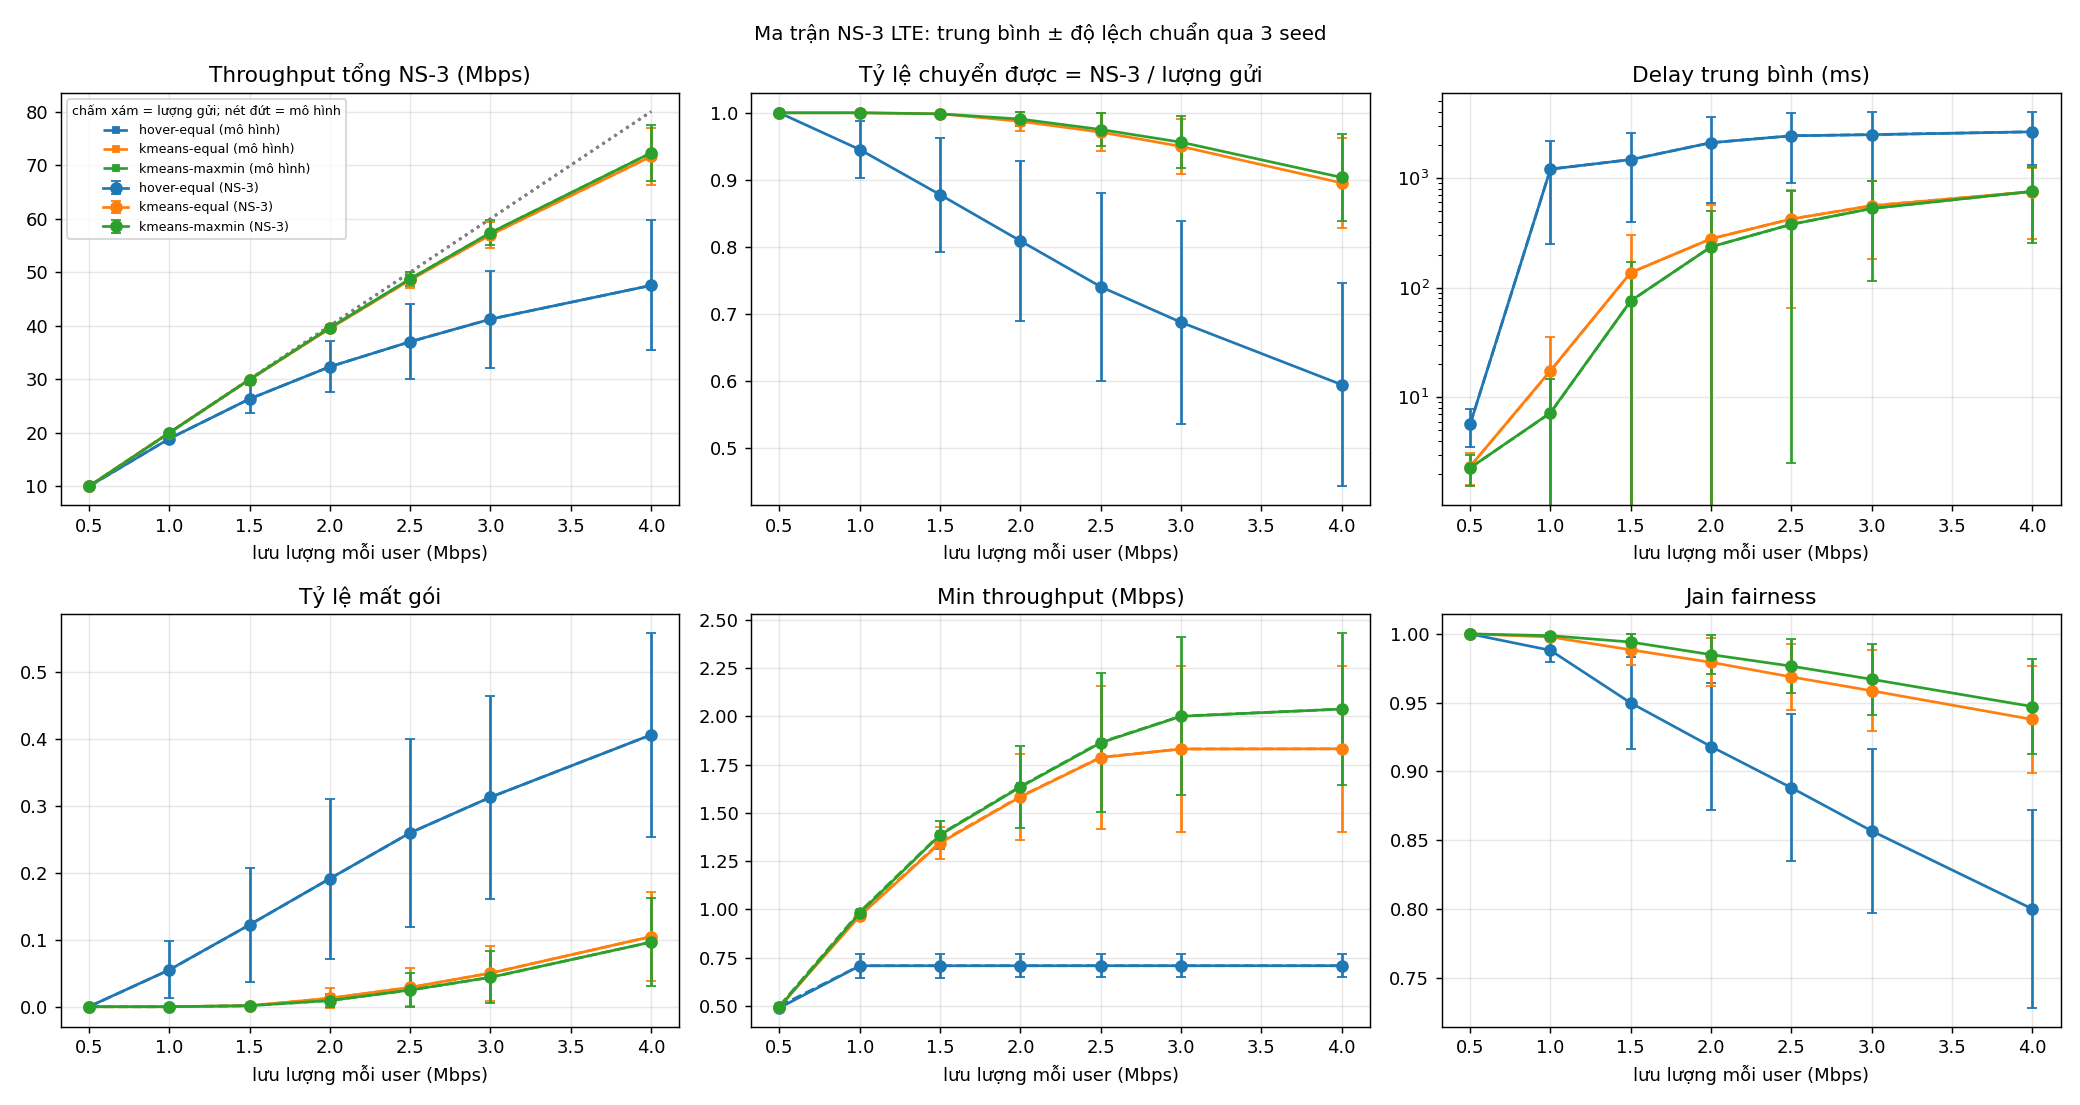 Ma trận NS-3 LTE: trung bình ± độ lệch chuẩn qua 3 seed
Throughput tổng NS-3 (Mbps)
80
70
60
50
40
30
20
10
chấm xám = lượng gửi; nét đứt = mô hình
hover-equal (mô hình)
kmeans-equal (mô hình)
kmeans-maxmin (mô hình)
hover-equal (NS-3)
kmeans-equal (NS-3)
kmeans-maxmin (NS-3)
0.5 1.0 1.5 2.0 2.5 3.0 3.5 4.0
lưu lượng mỗi user (Mbps)
Tỷ lệ chuyển được = NS-3 / lượng gửi
1.0
0.9
0.8
0.7
0.6
0.5
0.5 1.0 1.5 2.0 2.5 3.0 3.5 4.0
lưu lượng mỗi user (Mbps)
Delay trung bình (ms)
10³
10²
10¹
0.5 1.0 1.5 2.0 2.5 3.0 3.5 4.0
lưu lượng mỗi user (Mbps)
Tỷ lệ mất gói
0.5
0.4
0.3
0.2
0.1
0.0
0.5 1.0 1.5 2.0 2.5 3.0 3.5 4.0
lưu lượng mỗi user (Mbps)
Min throughput (Mbps)
2.50
2.25
2.00
1.75
1.50
1.25
1.00
0.75
0.50
0.5 1.0 1.5 2.0 2.5 3.0 3.5 4.0
lưu lượng mỗi user (Mbps)
Jain fairness
1.00
0.95
0.90
0.85
0.80
0.75
0.5 1.0 1.5 2.0 2.5 3.0 3.5 4.0
lưu lượng mỗi user (Mbps)